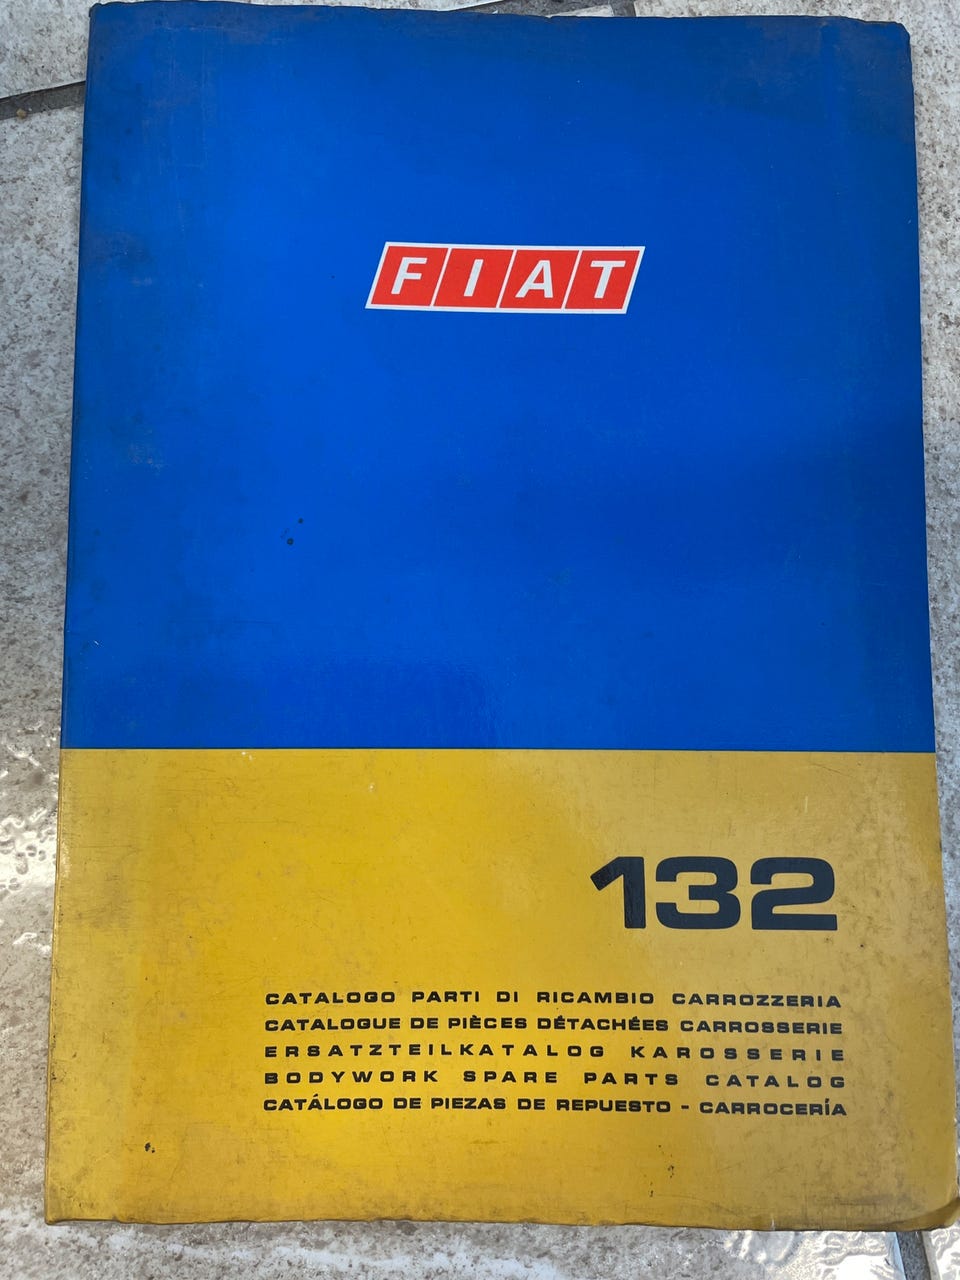 FIAT
132
CATALOGO PARTI DI RICAMBIO CARROZZERIA
CATALOGUE DE PIÈCES DÉTACHÉES CARROSSERIE
ERSATZTEILKATALOG KAROSSERIE
BODYWORK SPARE PARTS CATALOG
CATÁLOGO DE PIEZAS DE REPUESTO - CARROCERÍA